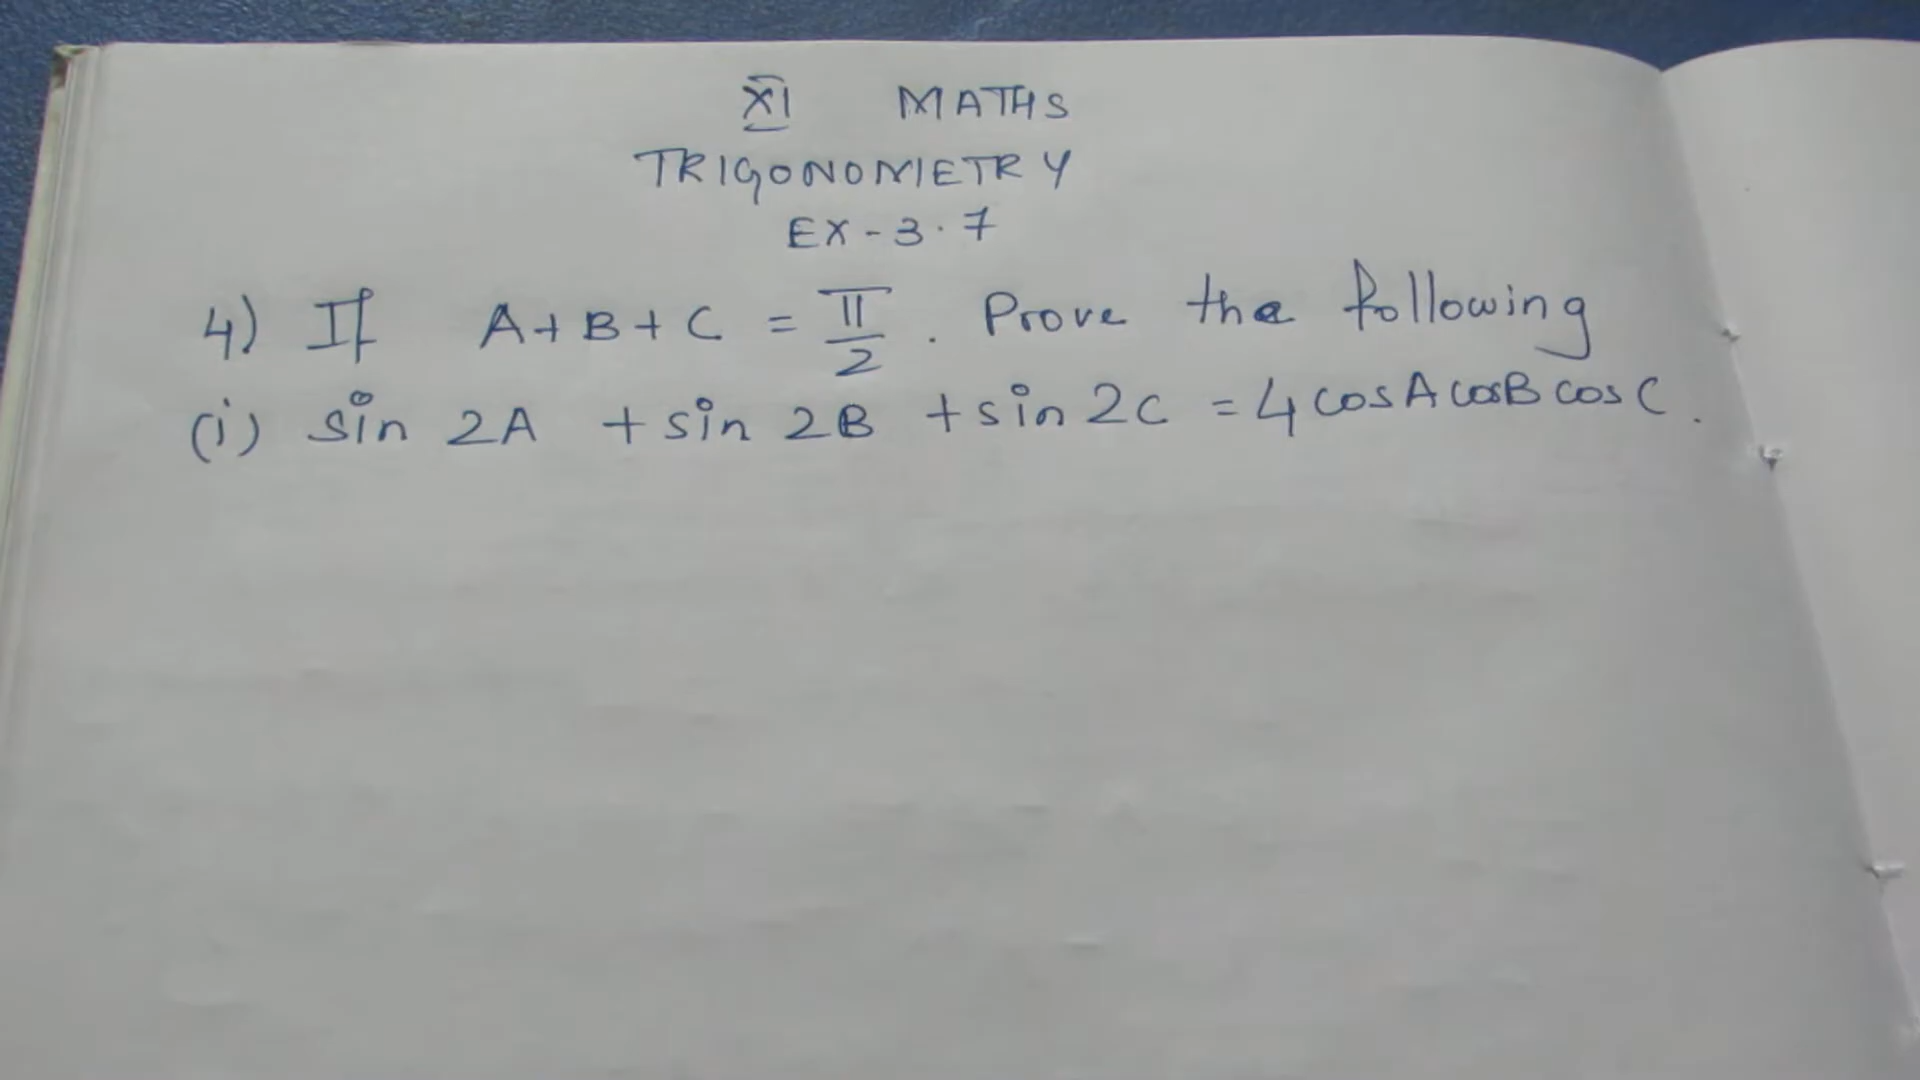 XI MATHS
TRIGONOMETRY
EX - 3.7
4) If A + B + C = π/2 . Prove the following
(i) sin 2A + sin 2B + sin 2C = 4 cos A cos B cos C.